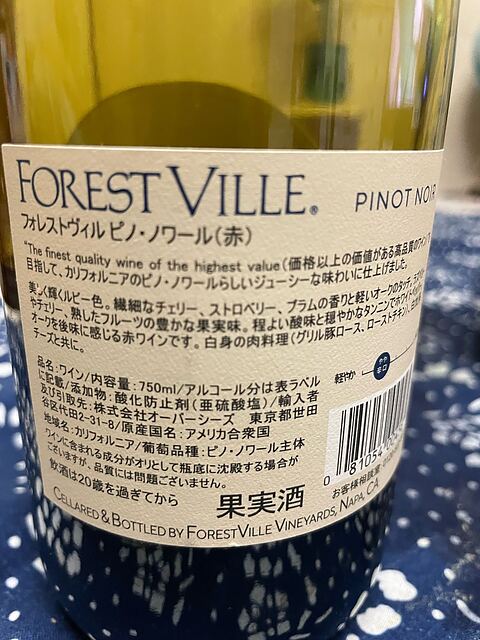 FOREST VILLE®
PINOT NOIR
フォレストヴィル ピノ・ノワール(赤)
"The finest quality wine of the highest value(価格以上の価値がある高品質のワイン
目指して、カリフォルニアのピノ・ノワールらしいジューシーな味わいに仕上げました。
美しく輝くルビー色。繊細なチェリー、ストロベリー、プラムの香りと軽いオークのタッチ。
やチェリー、熟したフルーツの豊かな果実味。程よい酸味と穏やかなタンニンで
オークを後味に感じる赤ワインです。白身の肉料理(グリル豚ロース、ローストチキン)、
チーズと共に。
軽やか
やや
辛口
品名:ワイン/内容量:750ml/アルコール分は表ラベル
に記載/添加物:酸化防止剤(亜硫酸塩)/輸入者
及び引取先:株式会社オーバーシーズ 東京都世田
谷区代田2-31-8/原産国名:アメリカ合衆国
地域名:カリフォルニア/葡萄品種:ピノ・ノワール主体
ワインに含まれる成分がオリとして瓶底に沈殿する場合が
ございますが、品質には問題ございません。
飲酒は20歳を過ぎてから
果実酒
0 81054
お客様相談室
CELLARED & BOTTLED BY FORESTVILLE VINEYARDS, NAPA, CA